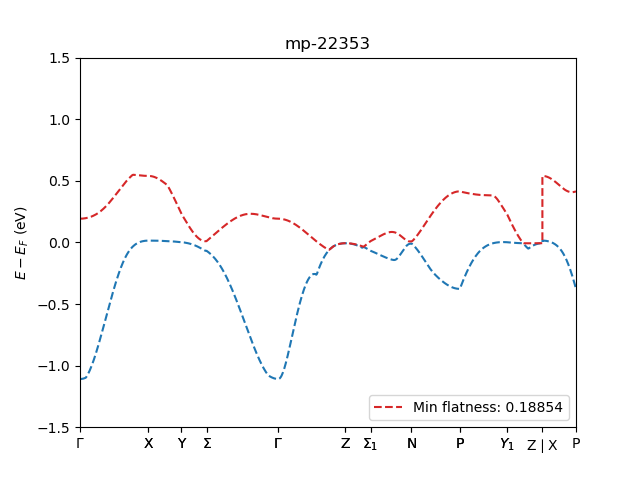 mp-22353
E − E_F (eV)
1.5
1.0
0.5
0.0
−0.5
−1.0
−1.5
Min flatness: 0.18854
Γ X Y Σ Γ Z Σ₁ N P Y₁ Z | X P